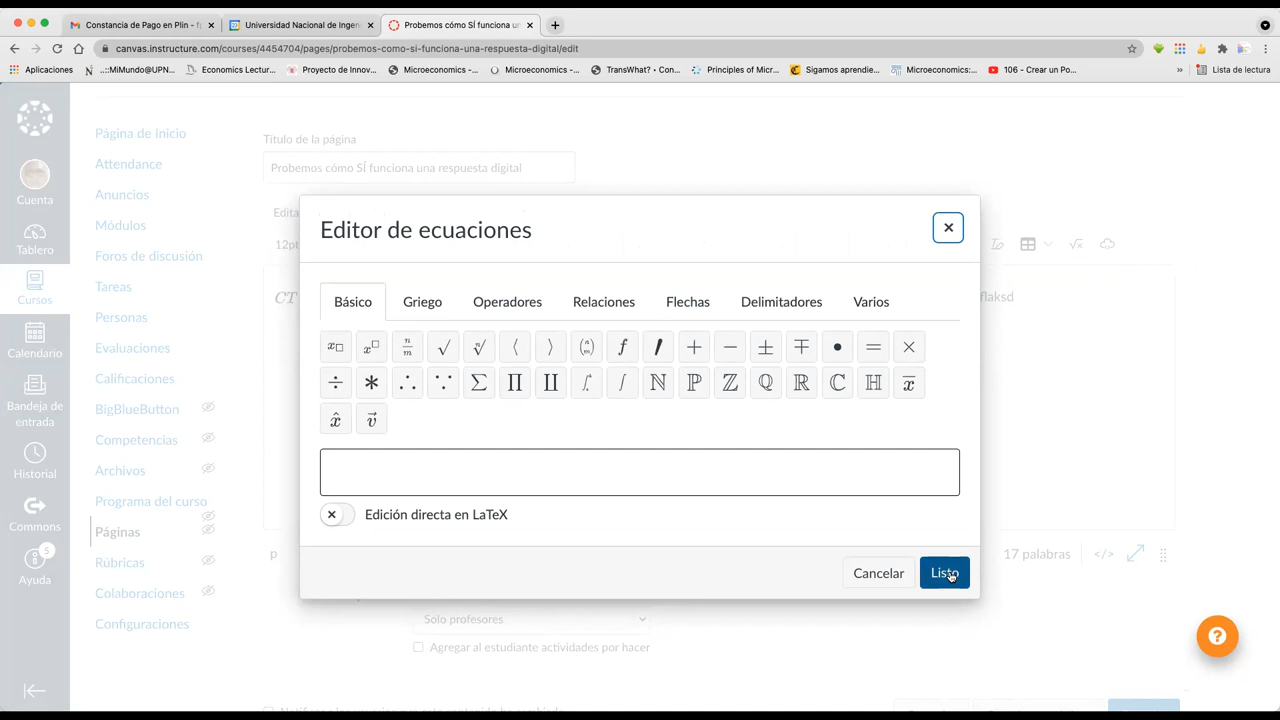 Constancia de Pago en Plin - f
Universidad Nacional de Ingen
Probemos cómo SÍ funciona un
canvas.instructure.com/courses/4454704/pages/probemos-como-si-funciona-una-respuesta-digital/edit
Aplicaciones
..::MiMundo@UPN...
Economics Lectur...
Proyecto de Innov...
Microeconomics -...
Microeconomics -...
TransWhat? • Con...
Principles of Micr...
Sigamos aprendie...
Microeconomics:...
106 - Crear un Po...
»
Lista de lectura
Cuenta
Tablero
Cursos
Calendario
Bandeja de
entrada
Historial
Commons
5
Ayuda
Página de Inicio
Attendance
Anuncios
Módulos
Foros de discusión
Tareas
Personas
Evaluaciones
Calificaciones
BigBlueButton
Competencias
Archivos
Programa del curso
Páginas
Rúbricas
Colaboraciones
Configuraciones
Título de la página
Probemos cómo SÍ funciona una respuesta digital
Edita
12pt
CT
flaksd
Editor de ecuaciones
Básico
Griego
Operadores
Relaciones
Flechas
Delimitadores
Varios
x□ x□ n/m √ ⁿ√ ⟨ ⟩ (n m) f ′ + − ± ∓ • = ×
÷ ∗ ∴ ∵ ∑ ∏ ∐ ∫ ℕ ℙ ℤ ℚ ℝ ℂ ℍ x̅
x̂ v⃗
Edición directa en LaTeX
Cancelar
Listo
p
17 palabras
</>
Solo profesores
Agregar al estudiante actividades por hacer